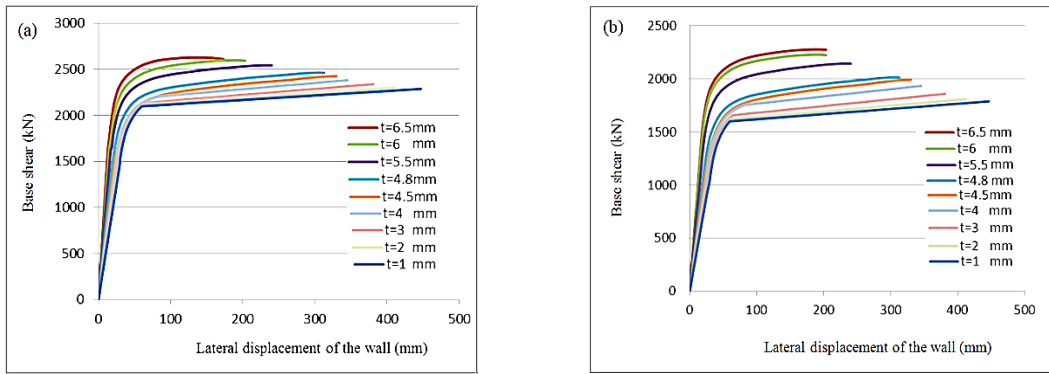 (a)
3000
2500
2000
1500
1000
500
0
Base shear (kN)
t=6.5mm
t=6 mm
t=5.5mm
t=4.8mm
t=4.5mm
t=4 mm
t=3 mm
t=2 mm
t=1 mm
0 100 200 300 400 500
Lateral displacement of the wall (mm)
(b)
2500
2000
1500
1000
500
0
Base shear (kN)
t=6.5 mm
t=6 mm
t=5.5 mm
t=4.8 mm
t=4.5mm
t=4 mm
t=3 mm
t=2 mm
t=1 mm
0 100 200 300 400 500
Lateral displacement of the wall (mm)